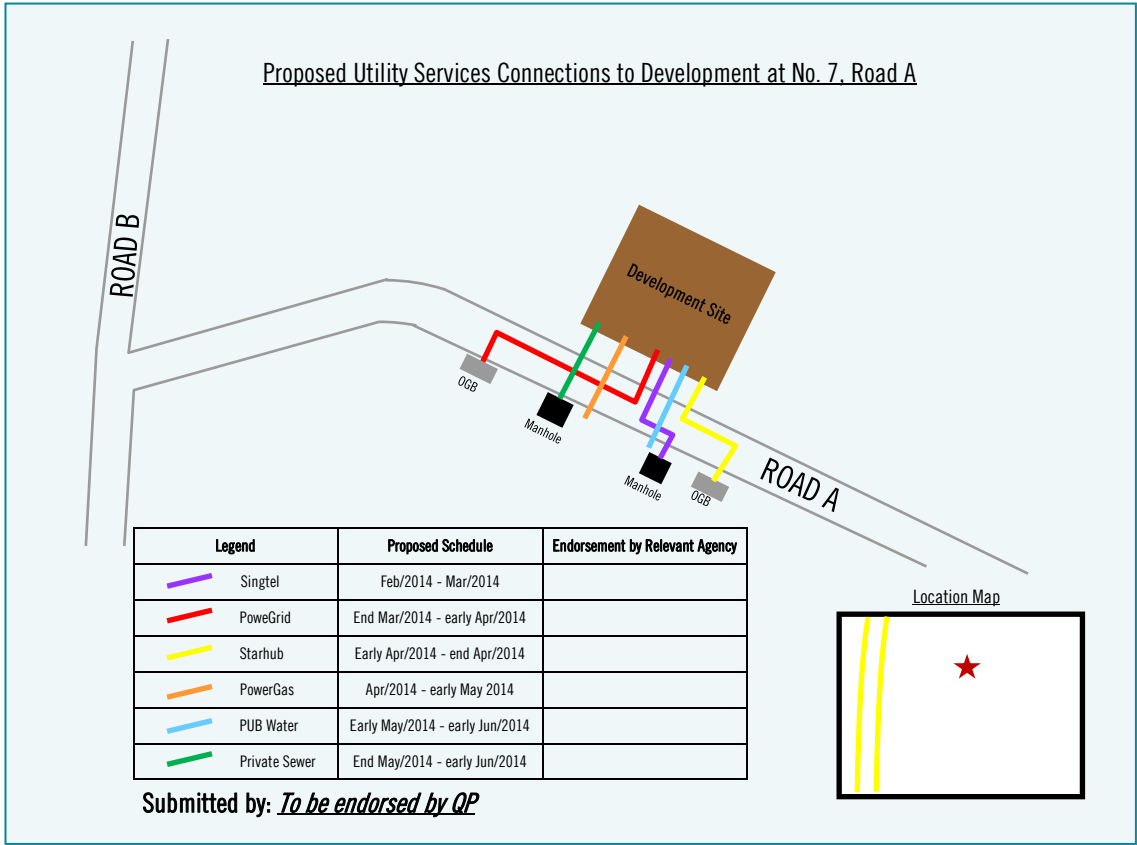 Proposed Utility Services Connections to Development at No. 7, Road A
ROAD B
Development Site
OGB
Manhole
Manhole
OGB
ROAD A
Legend Proposed Schedule Endorsement by Relevant Agency
Singtel Feb/2014 - Mar/2014
PoweGrid End Mar/2014 - early Apr/2014
Starhub Early Apr/2014 - end Apr/2014
PowerGas Apr/2014 - early May 2014
PUB Water Early May/2014 - early Jun/2014
Private Sewer End May/2014 - early Jun/2014
Location Map
Submitted by: To be endorsed by QP